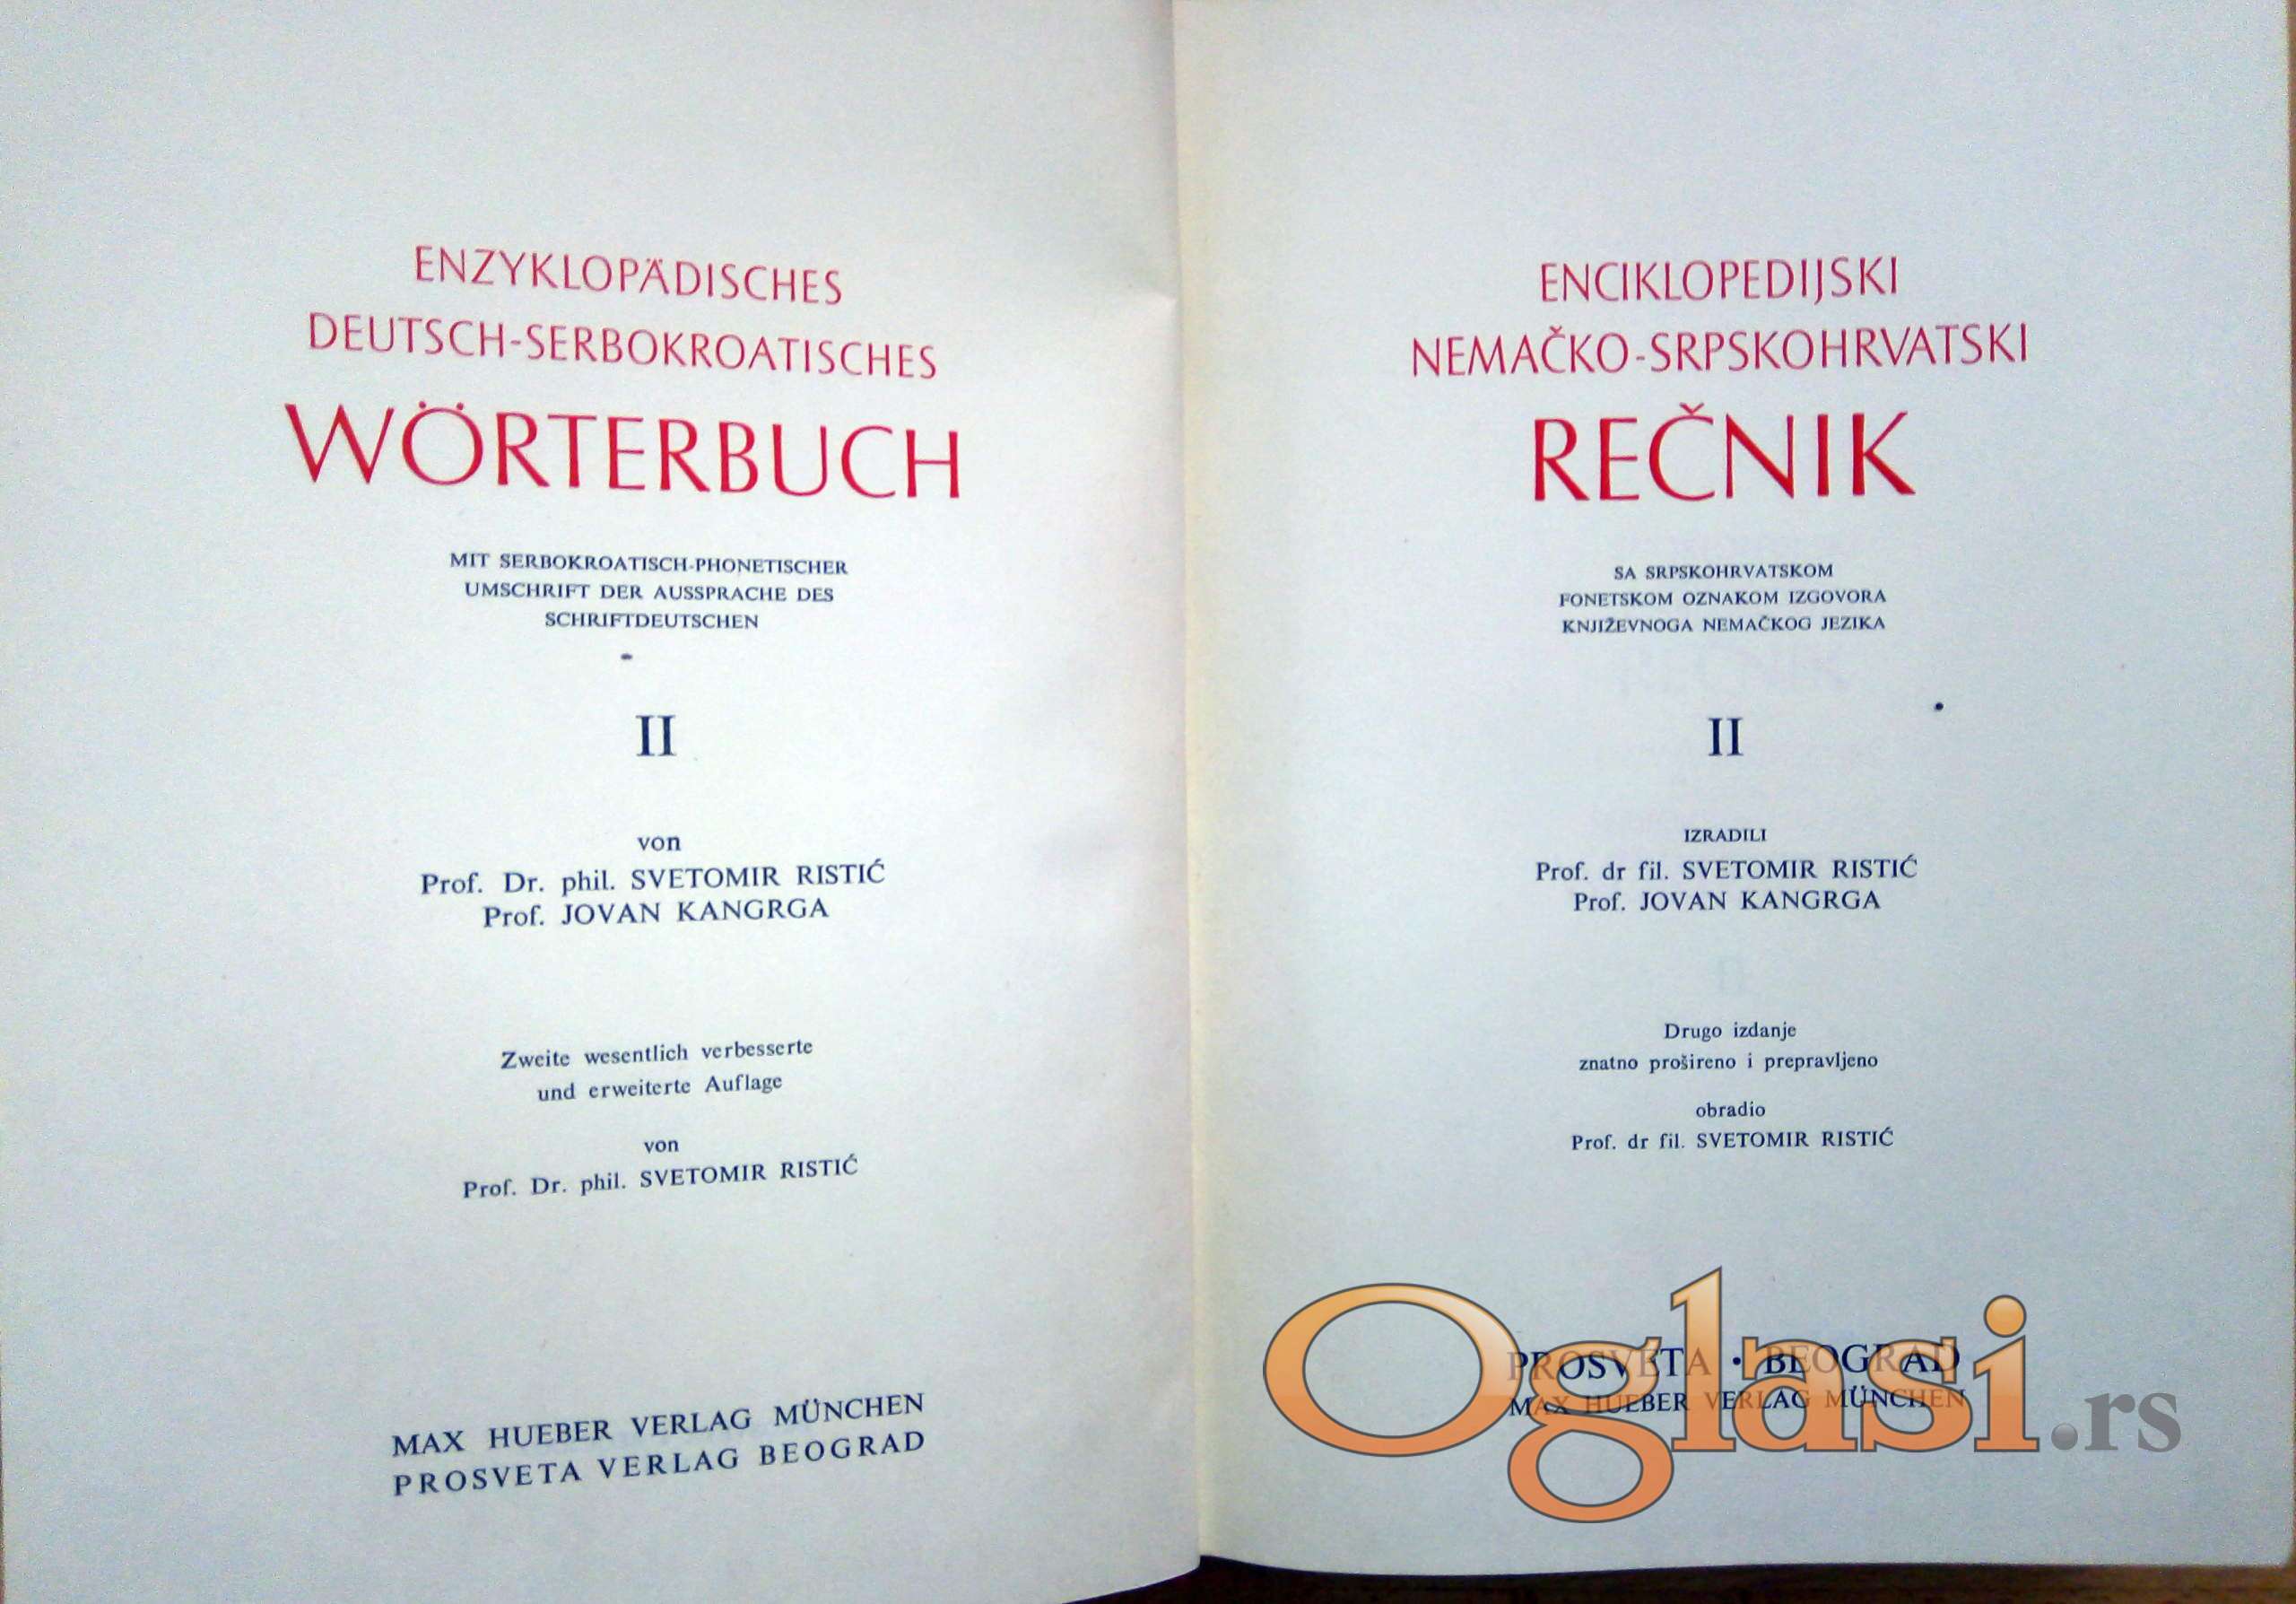 ENZYKLOPÄDISCHES
DEUTSCH-SERBOKROATISCHES
WÖRTERBUCH
MIT SERBOKROATISCH-PHONETISCHER
UMSCHRIFT DER AUSSPRACHE DES
SCHRIFTDEUTSCHEN
II
von
Prof. Dr. phil. SVETOMIR RISTIĆ
Prof. JOVAN KANGRGA
Zweite wesentlich verbesserte
und erweiterte Auflage
von
Prof. Dr. phil. SVETOMIR RISTIĆ
MAX HUEBER VERLAG MÜNCHEN
PROSVETA VERLAG BEOGRAD
ENCIKLOPEDIJSKI
NEMAČKO-SRPSKOHRVATSKI
REČNIK
SA SRPSKOHRVATSKOM
FONETSKOM OZNAKOM IZGOVORA
KNJIŽEVNOGA NEMAČKOG JEZIKA
II
IZRADILI
Prof. dr fil. SVETOMIR RISTIĆ
Prof. JOVAN KANGRGA
Drugo izdanje
znatno prošireno i prepravljeno
obradio
Prof. dr fil. SVETOMIR RISTIĆ
PROSVETA • BEOGRAD
MAX HUEBER VERLAG MÜNCHEN
Oglasi.rs